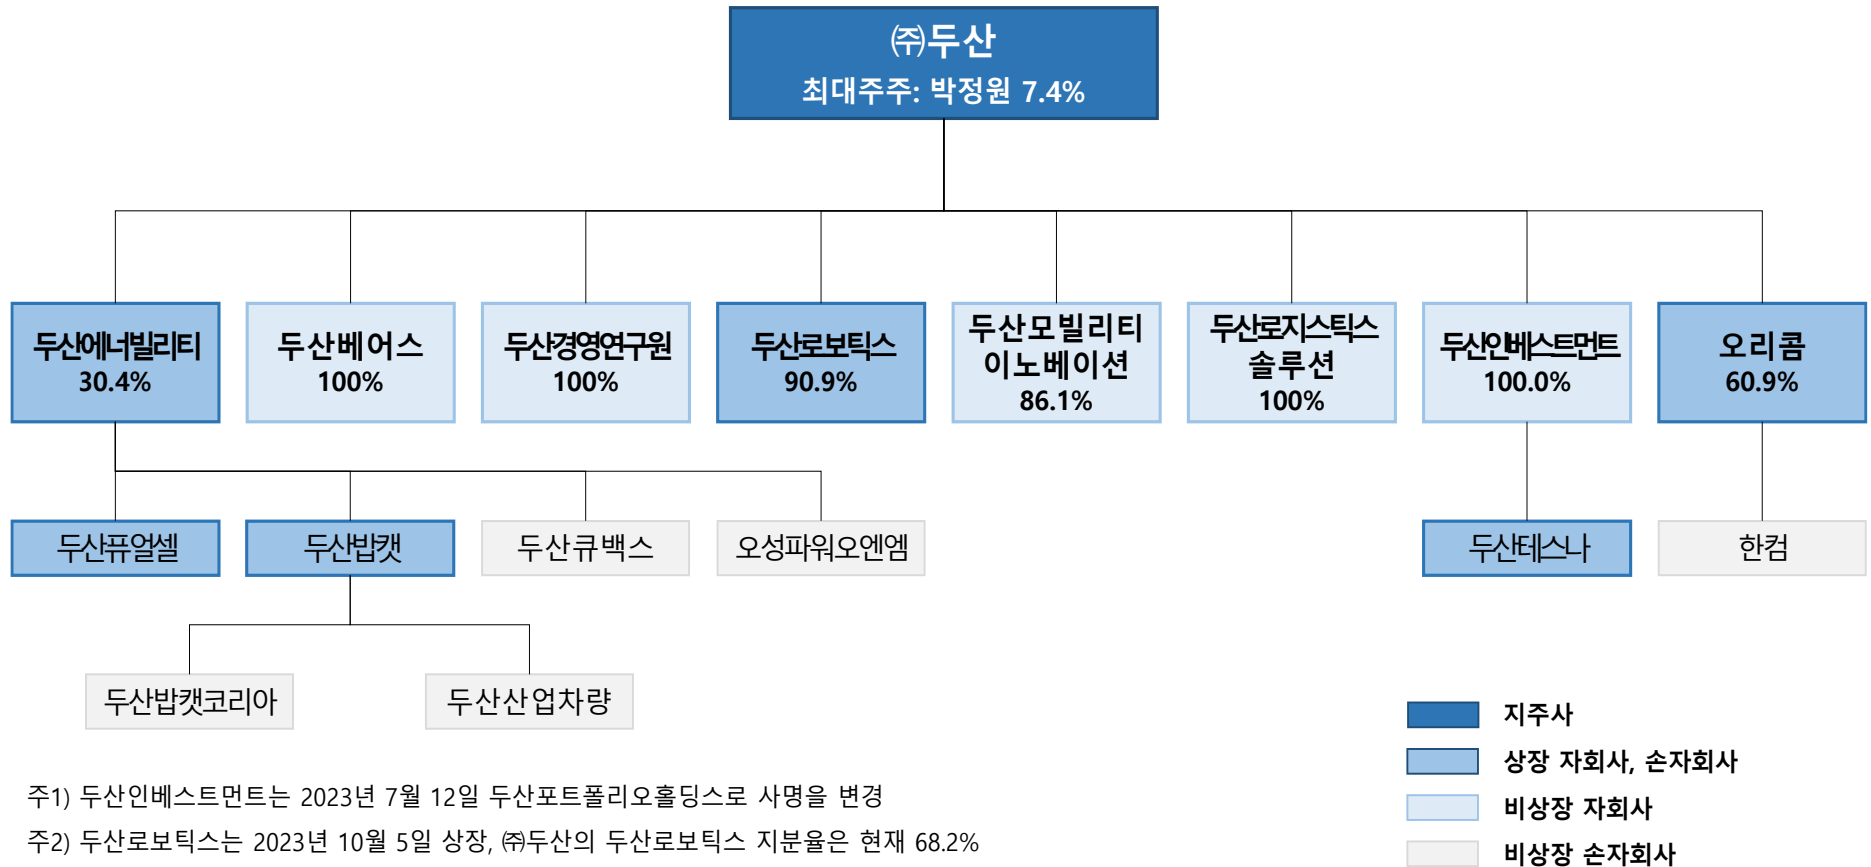 ㈜두산
최대주주: 박정원 7.4%
두산에너빌리티
30.4%
두산베어스
100%
두산경영연구원
100%
두산로보틱스
90.9%
두산모빌리티
이노베이션
86.1%
두산로지스틱스
솔루션
100%
두산인베스트먼트
100.0%
오리콤
60.9%
두산퓨얼셀
두산밥캣
두산큐백스
오성파워오엔엠
두산테스나
한컴
두산밥캣코리아
두산산업차량
지주사
상장 자회사, 손자회사
비상장 자회사
비상장 손자회사
주1) 두산인베스트먼트는 2023년 7월 12일 두산포트폴리오홀딩스로 사명을 변경
주2) 두산로보틱스는 2023년 10월 5일 상장, ㈜두산의 두산로보틱스 지분율은 현재 68.2%